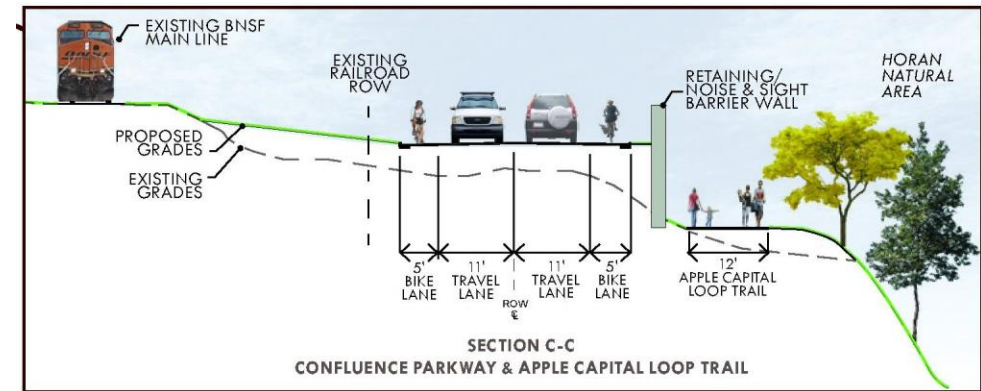 EXISTING BNSF
MAIN LINE
BNSF
EXISTING
RAILROAD
ROW
RETAINING/
NOISE & SIGHT
BARRIER WALL
HORAN
NATURAL
AREA
PROPOSED
GRADES
EXISTING
GRADES
5'
BIKE
LANE
11'
TRAVEL
LANE
ROW
℄
11'
TRAVEL
LANE
5'
BIKE
LANE
12'
APPLE CAPITAL
LOOP TRAIL
SECTION C-C
CONFLUENCE PARKWAY & APPLE CAPITAL LOOP TRAIL